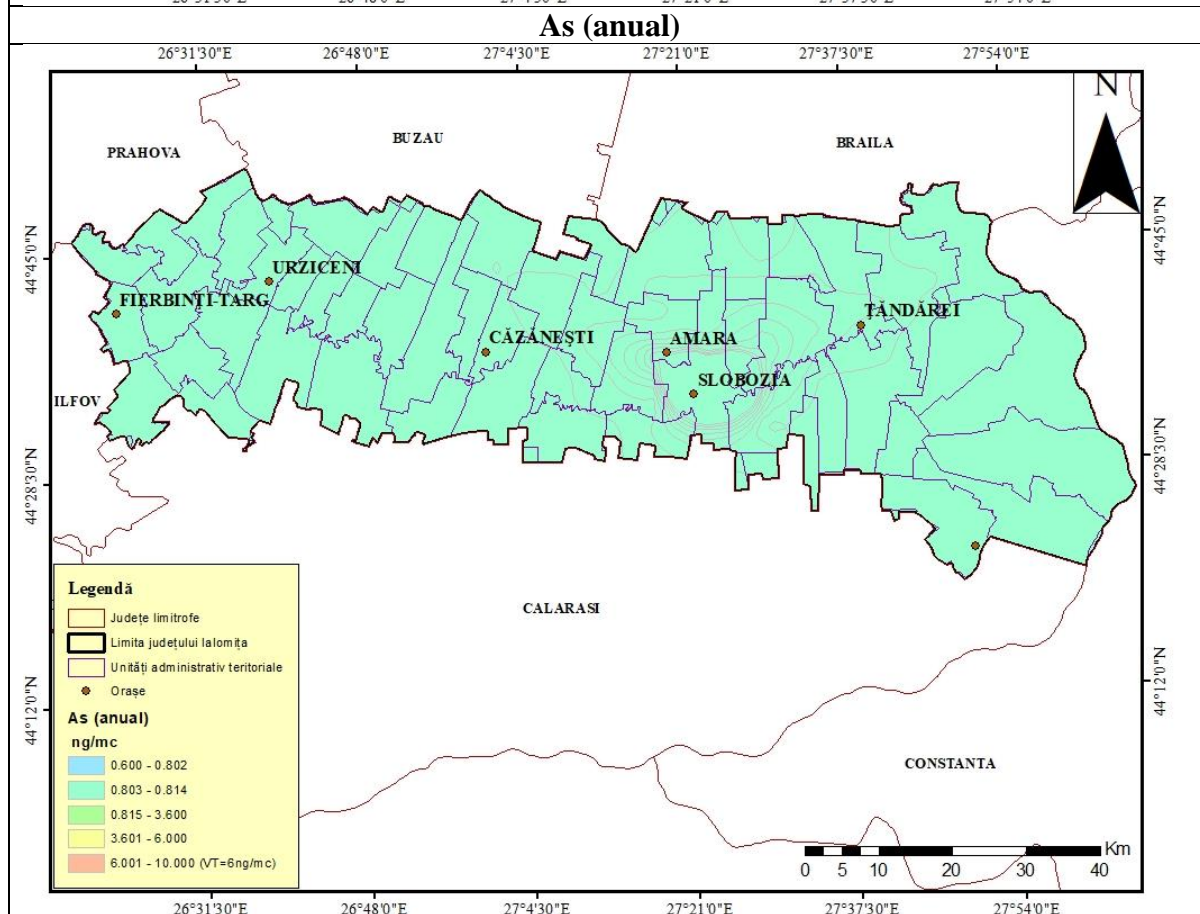 As (anual)
26°31'30"E 26°48'0"E 27°4'30"E 27°21'0"E 27°37'30"E 27°54'0"E
N
BUZAU
BRAILA
PRAHOVA
44°45'0"N
44°45'0"N
URZICENI
FIERBINȚI-TARG
ȚĂNDĂREI
CĂZĂNEȘTI
AMARA
SLOBOZIA
ILFOV
44°28'30"N
44°28'30"N
Legendă
Județe limitrofe
Limita județului Ialomița
Unități administrativ teritoriale
Orașe
As (anual)
ng/mc
0.600 - 0.802
0.803 - 0.814
0.815 - 3.600
3.601 - 6.000
6.001 - 10.000 (VT=6ng/mc)
CALARASI
44°12'0"N
44°12'0"N
CONSTANTA
Km
0 5 10 20 30 40
26°31'30"E 26°48'0"E 27°4'30"E 27°21'0"E 27°37'30"E 27°54'0"E